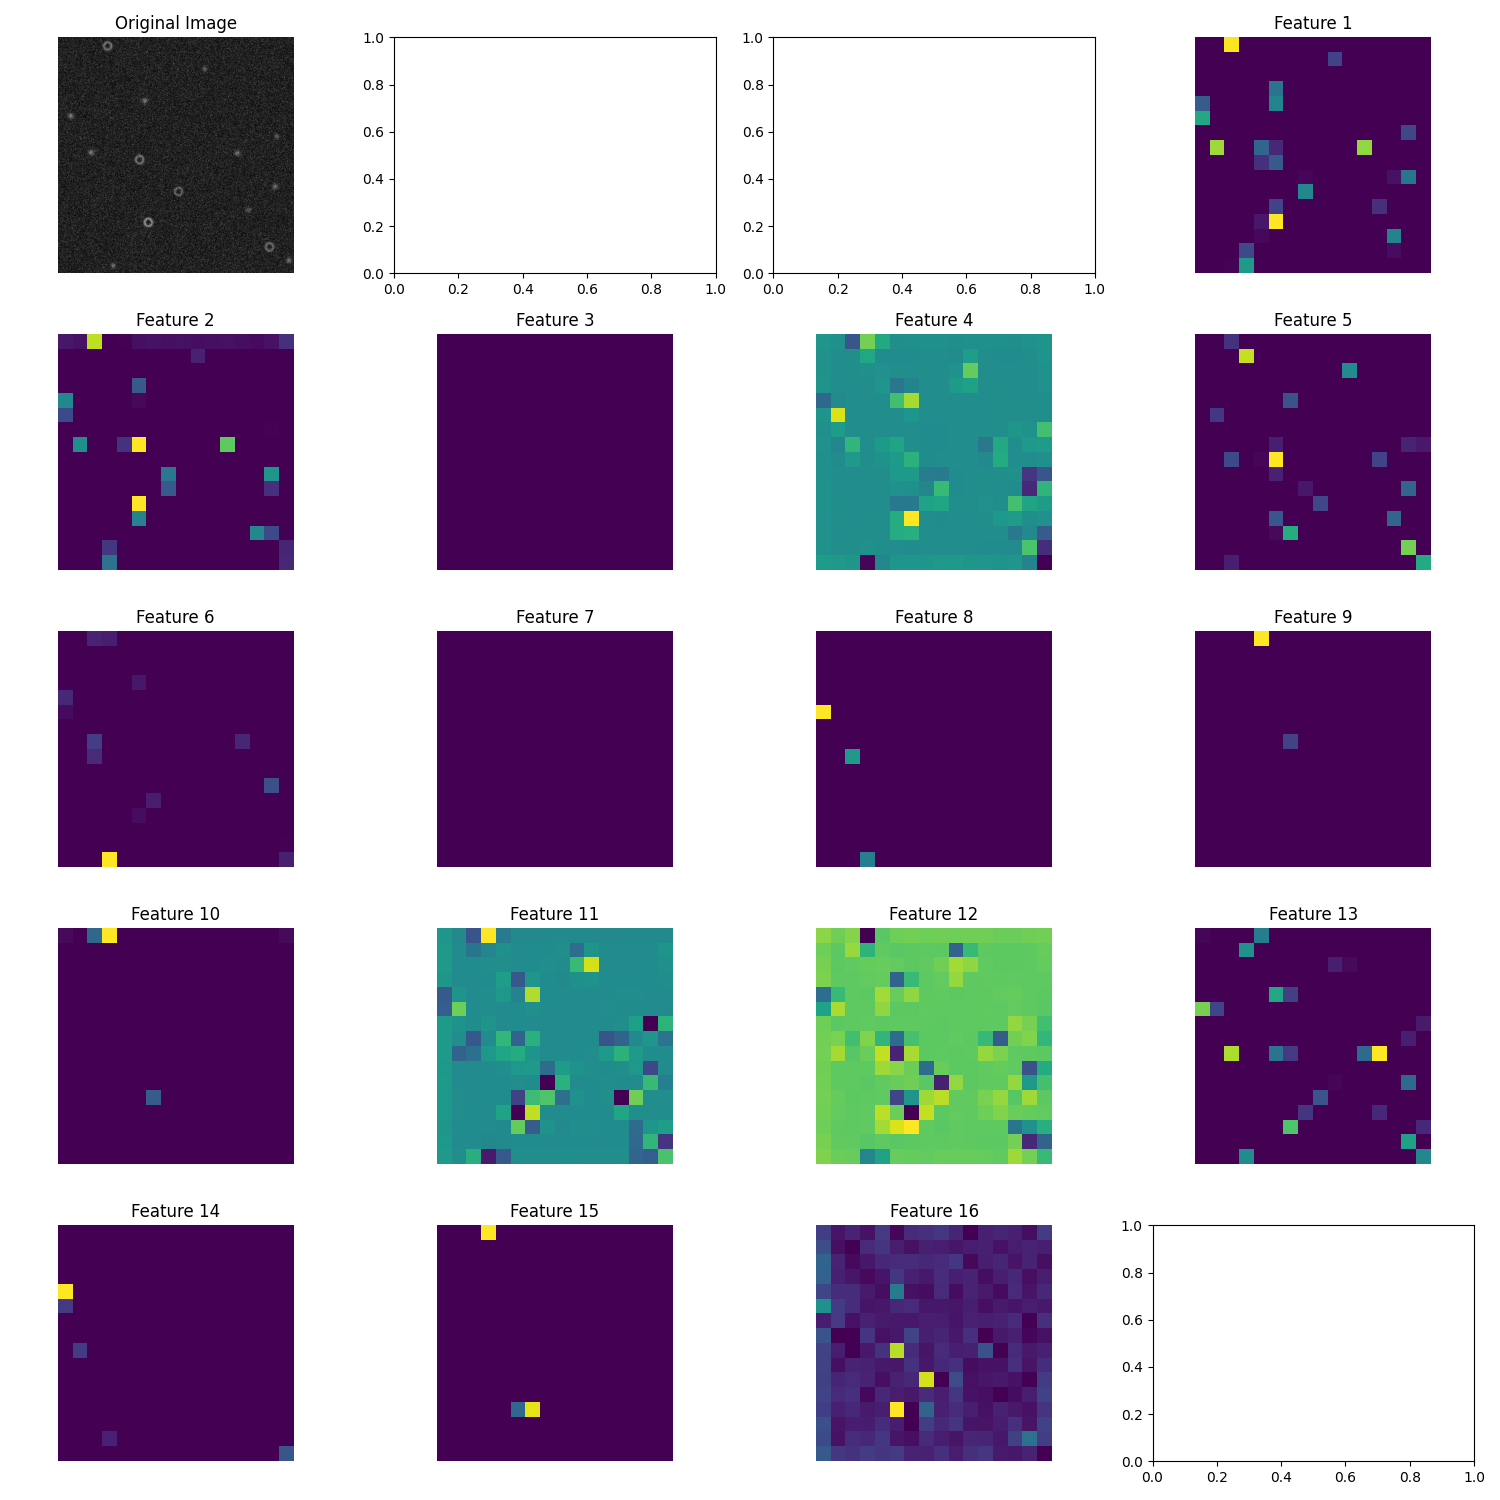 Original Image
Feature 1
1.0
0.8
0.6
0.4
0.2
0.0
0.0 0.2 0.4 0.6 0.8 1.0
1.0
0.8
0.6
0.4
0.2
0.0
0.0 0.2 0.4 0.6 0.8 1.0
Feature 2
Feature 3
Feature 4
Feature 5
Feature 6
Feature 7
Feature 8
Feature 9
Feature 10
Feature 11
Feature 12
Feature 13
Feature 14
Feature 15
Feature 16
1.0
0.8
0.6
0.4
0.2
0.0
0.0 0.2 0.4 0.6 0.8 1.0